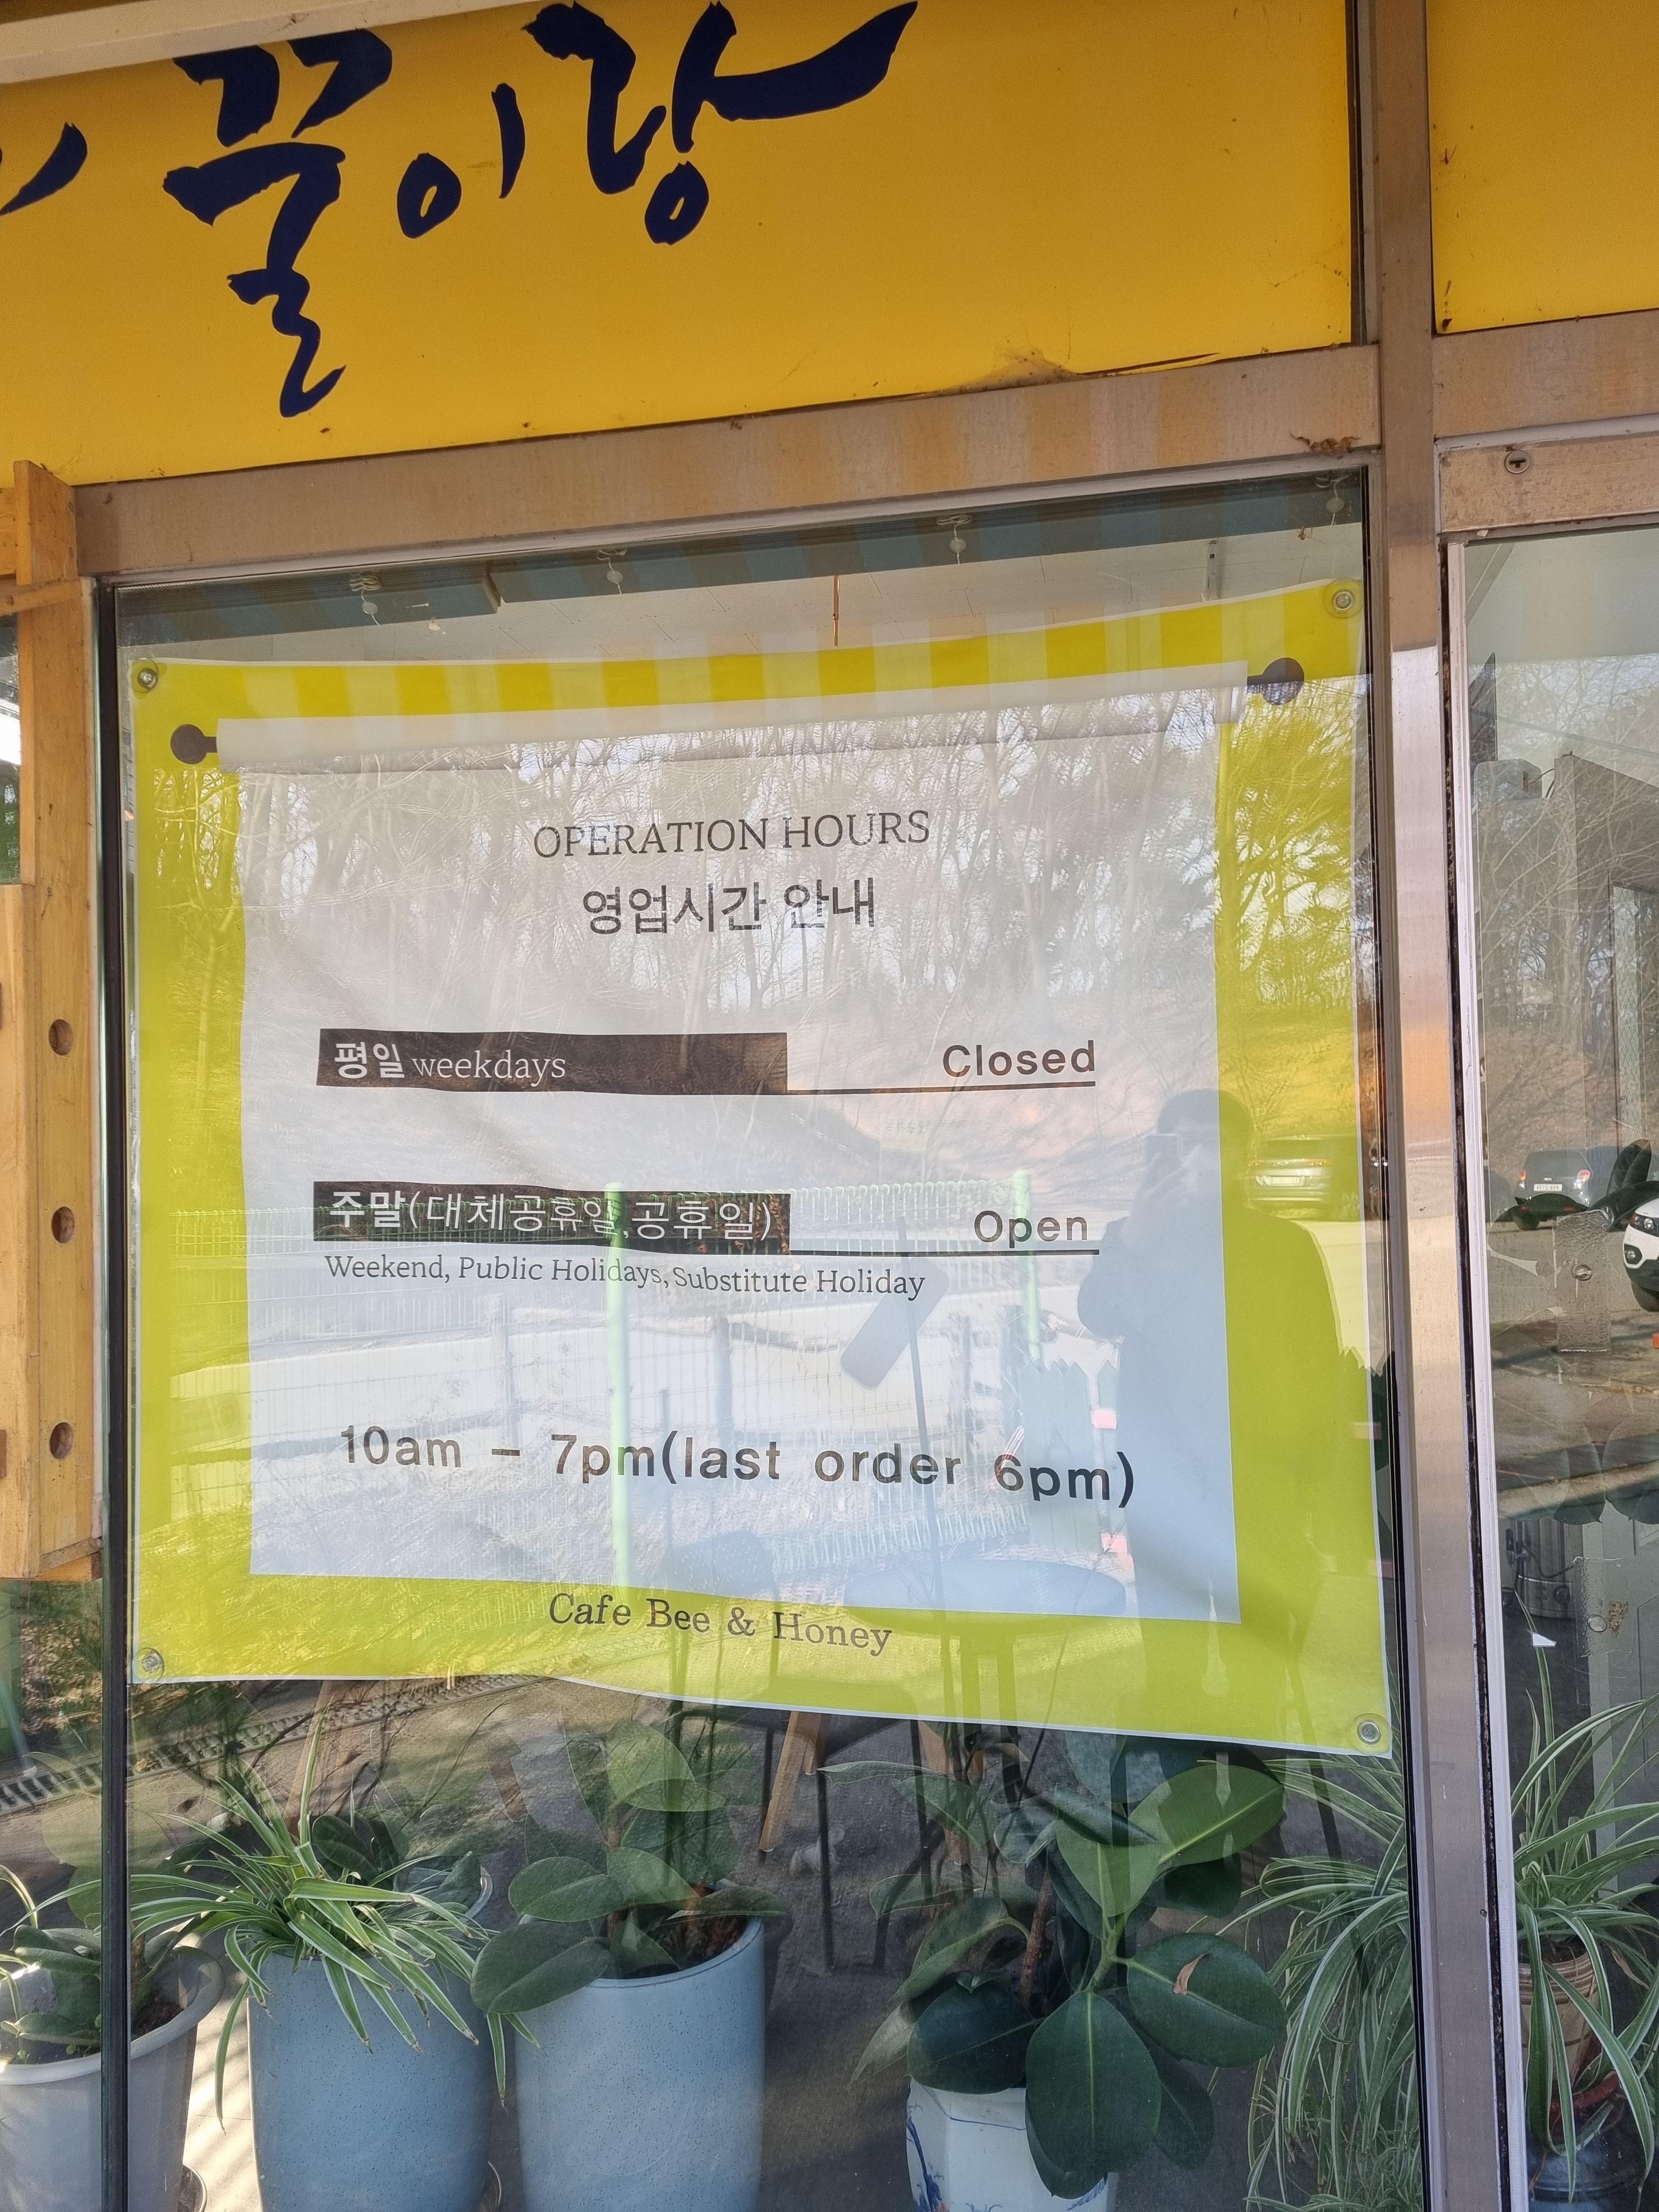 꿀이랑
OPERATION HOURS
영업시간 안내
평일 weekdays Closed
주말(대체공휴일,공휴일) Open
Weekend, Public Holidays, Substitute Holiday
10am - 7pm(last order 6pm)
Cafe Bee & Honey